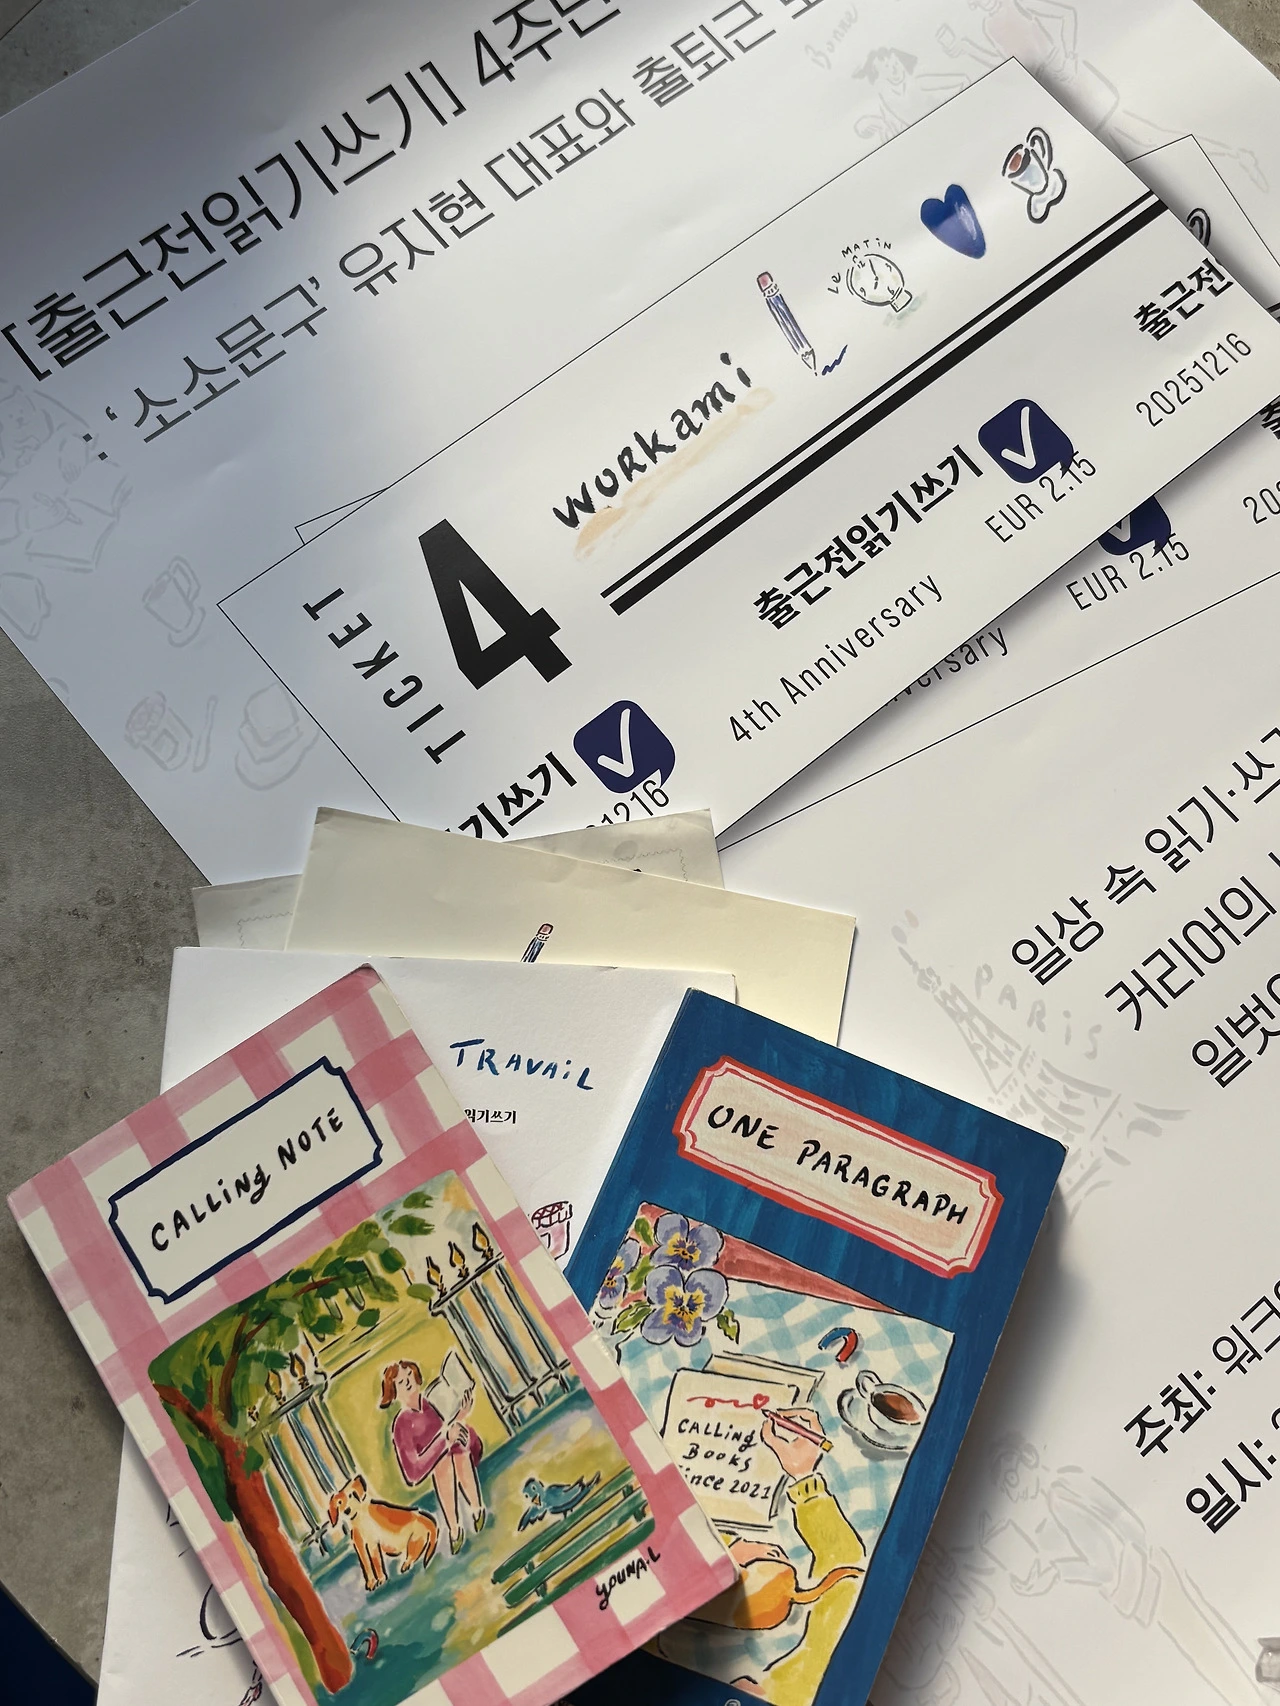 [출근전읽기쓰기] 4주년
: ‘소소문구’ 유지현 대표와 출퇴근
Bonne
LE MATIN
workami
TICKET
4
출근전읽기쓰기
EUR 2.15
4th Anniversary
출근전
20251216
EUR 2.15
기쓰기
1216
일상 속 읽기·쓰기
커리어의
일벗
PARIS
주최: 워크
일시:
TRAVAIL
읽기쓰기
CALLING NOTE
YOUNA.L
ONE PARAGRAPH
CALLING
BOOKS
Since 2021